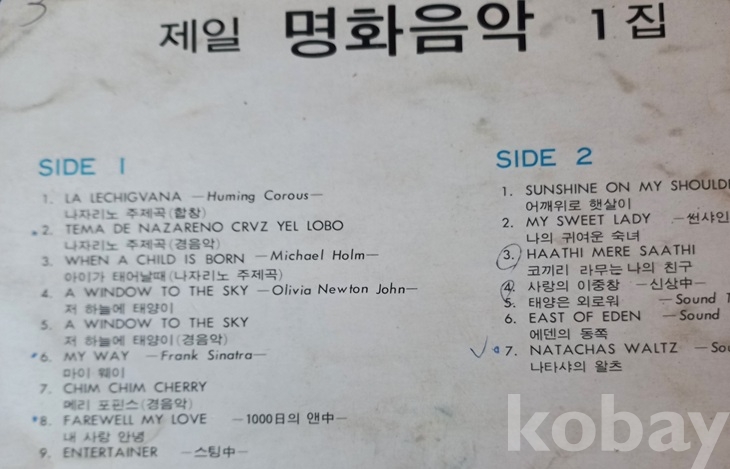 제일 명화음악 1집
SIDE 1
1. LA LECHIGVANA —Huming Corous—
나자리노 주제곡(합창)
2. TEMA DE NAZARENO CRVZ YEL LOBO
나자리노 주제곡(경음악)
3. WHEN A CHILD IS BORN —Michael Holm—
아이가 태어날때(나자리노 주제곡)
4. A WINDOW TO THE SKY —Olivia Newton John—
저 하늘에 태양이
5. A WINDOW TO THE SKY
저 하늘에 태양이(경음악)
*6. MY WAY —Frank Sinatra—
마이 웨이
7. CHIM CHIM CHERRY
메리 포핀스(경음악)
*8. FAREWELL MY LOVE —1000日의 앤中—
내 사랑 안녕
9. ENTERTAINER —스팅中—
SIDE 2
1. SUNSHINE ON MY
어깨위로 햇살이
2. MY SWEET LADY —썬샤인
나의 귀여운 숙녀
3. HAATHI MERE SAATHI
코끼리 라무는 나의 친구
4. 사랑의 이중창 —신상中—
5. 태양은 외로워 —Sound
6. EAST OF EDEN —Sound
에덴의 동쪽
7. NATACHAS WALTZ
나타샤의 왈츠
kobay